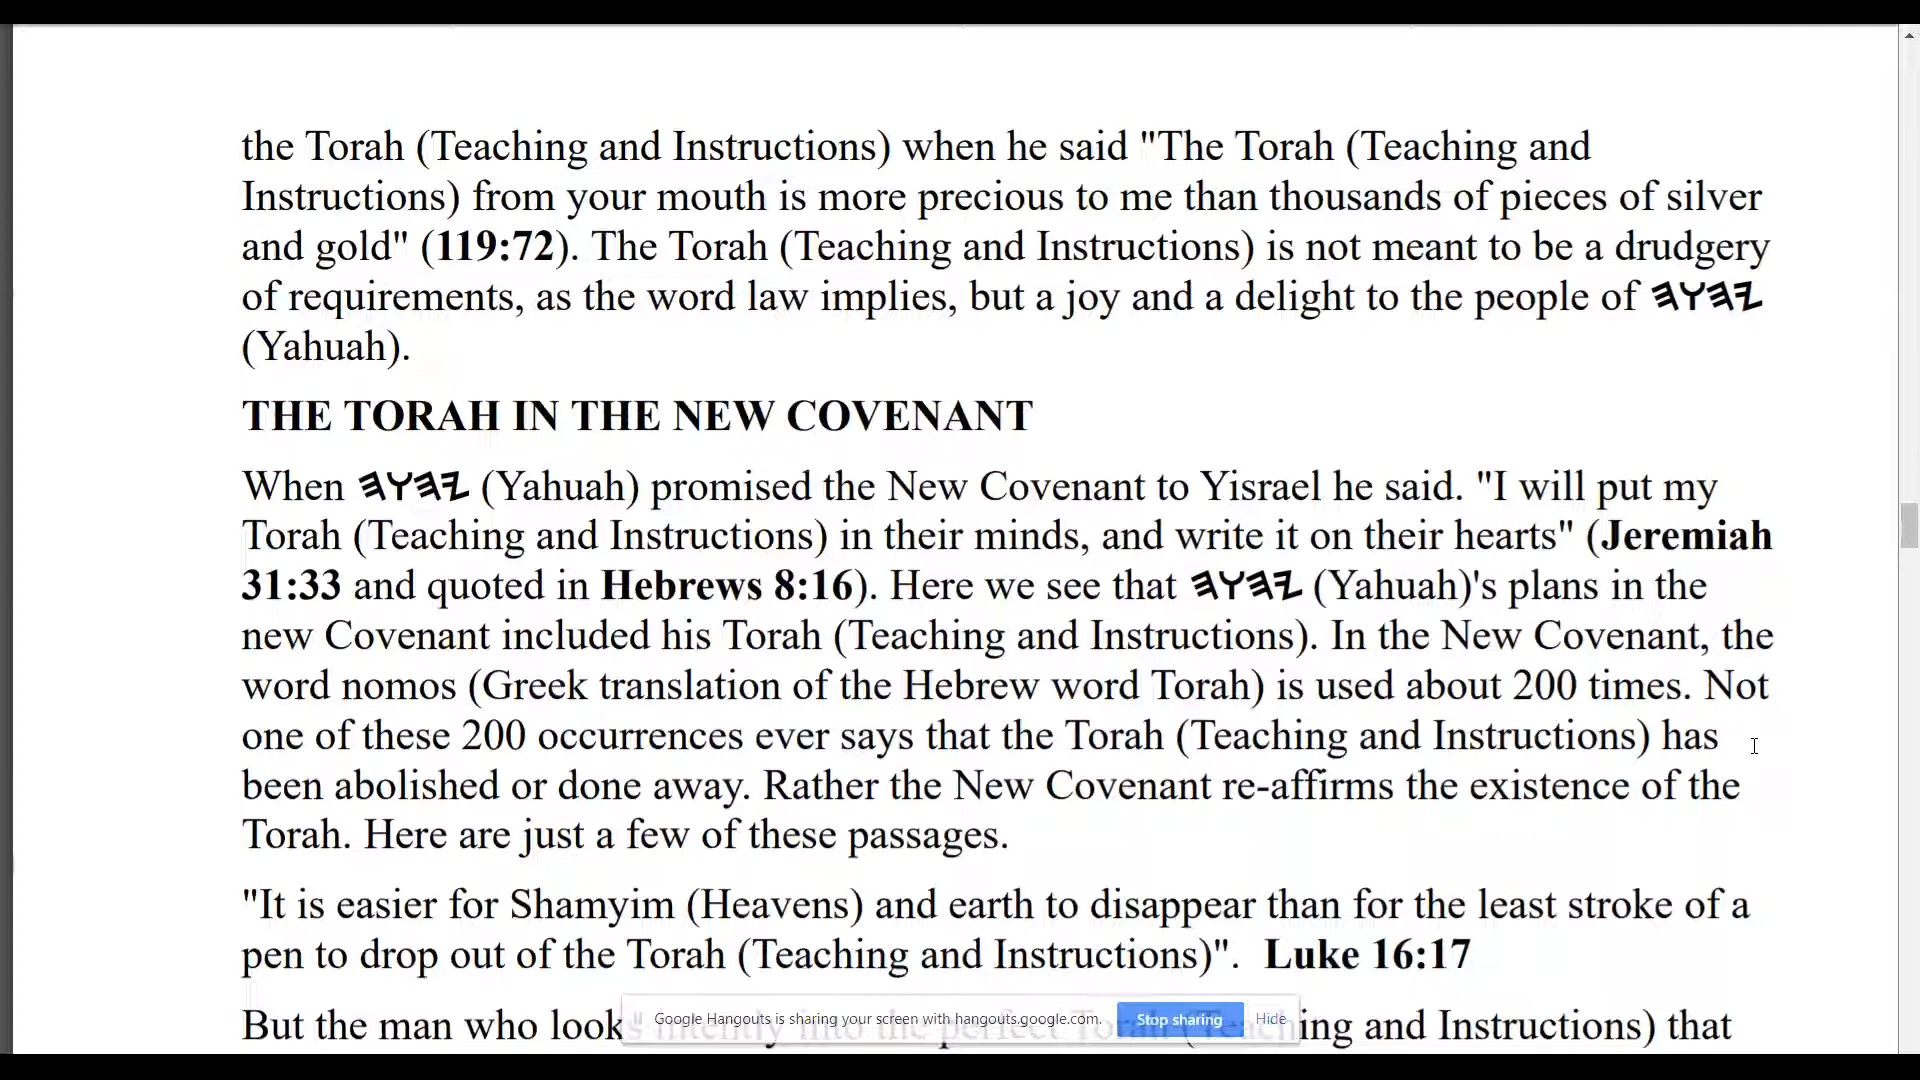 the Torah (Teaching and Instructions) when he said "The Torah (Teaching and
Instructions) from your mouth is more precious to me than thousands of pieces of silver
and gold" (119:72). The Torah (Teaching and Instructions) is not meant to be a drudgery
of requirements, as the word law implies, but a joy and a delight to the people of 𐤉𐤄𐤅𐤄
(Yahuah).
THE TORAH IN THE NEW COVENANT
When 𐤉𐤄𐤅𐤄 (Yahuah) promised the New Covenant to Yisrael he said. "I will put my
Torah (Teaching and Instructions) in their minds, and write it on their hearts" (Jeremiah
31:33 and quoted in Hebrews 8:16). Here we see that 𐤉𐤄𐤅𐤄 (Yahuah)'s plans in the
new Covenant included his Torah (Teaching and Instructions). In the New Covenant, the
word nomos (Greek translation of the Hebrew word Torah) is used about 200 times. Not
one of these 200 occurrences ever says that the Torah (Teaching and Instructions) has
been abolished or done away. Rather the New Covenant re-affirms the existence of the
Torah. Here are just a few of these passages.
"It is easier for Shamyim (Heavens) and earth to disappear than for the least stroke of a
pen to drop out of the Torah (Teaching and Instructions)".  Luke 16:17
But the man who looks intently into the perfect Torah (Teaching and Instructions) that
Google Hangouts is sharing your screen with hangouts.google.com. Stop sharing Hide